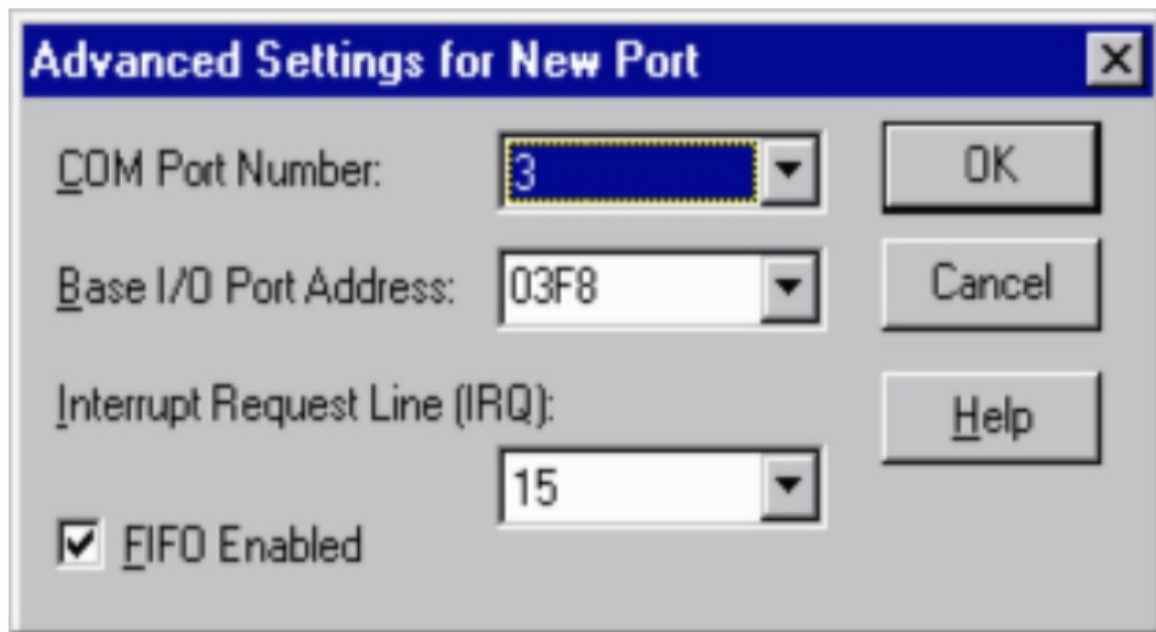 Advanced Settings for New Port
COM Port Number: 3 OK
Base I/O Port Address: 03F8 Cancel
Interrupt Request Line (IRQ): Help
15
FIFO Enabled